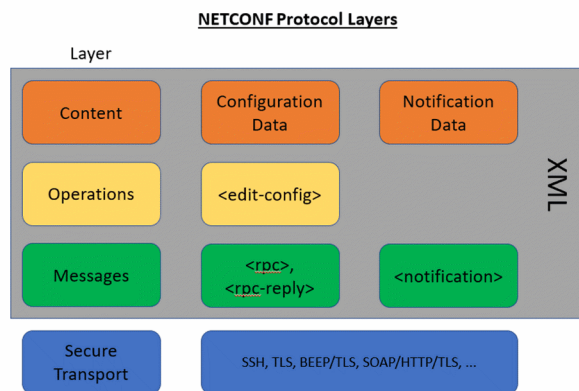 NETCONF Protocol Layers
Layer
Content
Configuration
Data
Notification
Data
XML
Operations
<edit-config>
Messages
<rpc>,
<rpc-reply>
<notification>
Secure
Transport
SSH, TLS, BEEP/TLS, SOAP/HTTP/TLS, ...